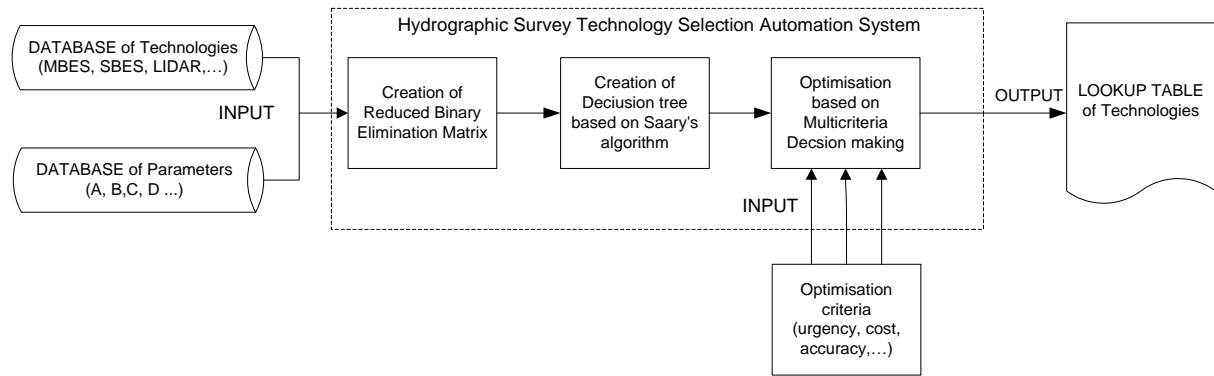 Hydrographic Survey Technology Selection Automation System
DATABASE of Technologies
(MBES, SBES, LIDAR,…)
INPUT
DATABASE of Parameters
(A, B,C, D ...)
Creation of
Reduced Binary
Elimination Matrix
Creation of
Deciusion tree
based on Saary's
algorithm
Optimisation
based on
Multicriteria
Decsion making
INPUT
Optimisation
criteria
(urgency, cost,
accuracy,…)
OUTPUT
LOOKUP TABLE
of Technologies